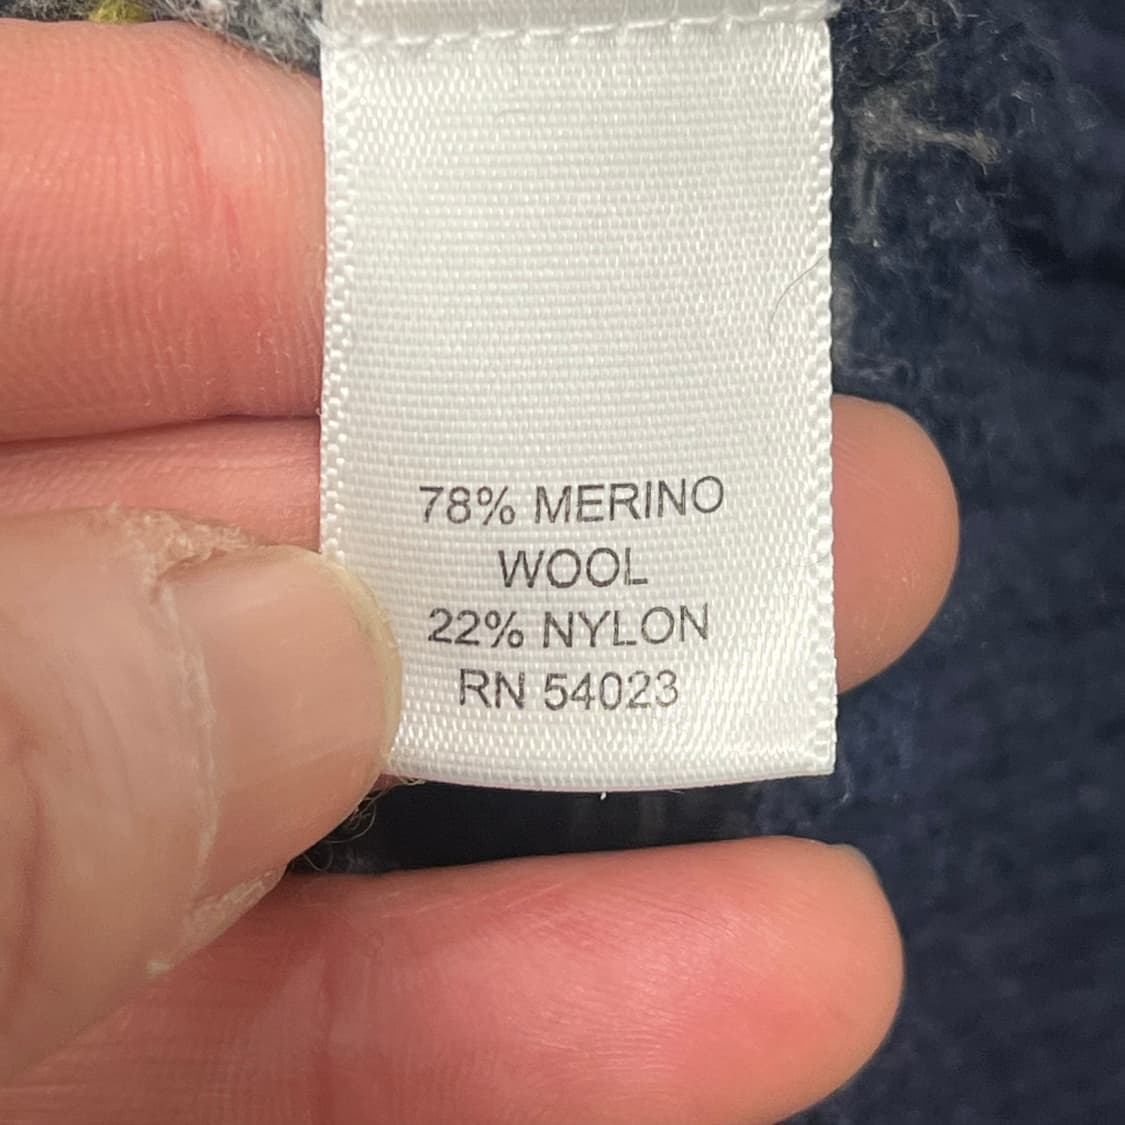 78% MERINO
WOOL
22% NYLON
RN 54023